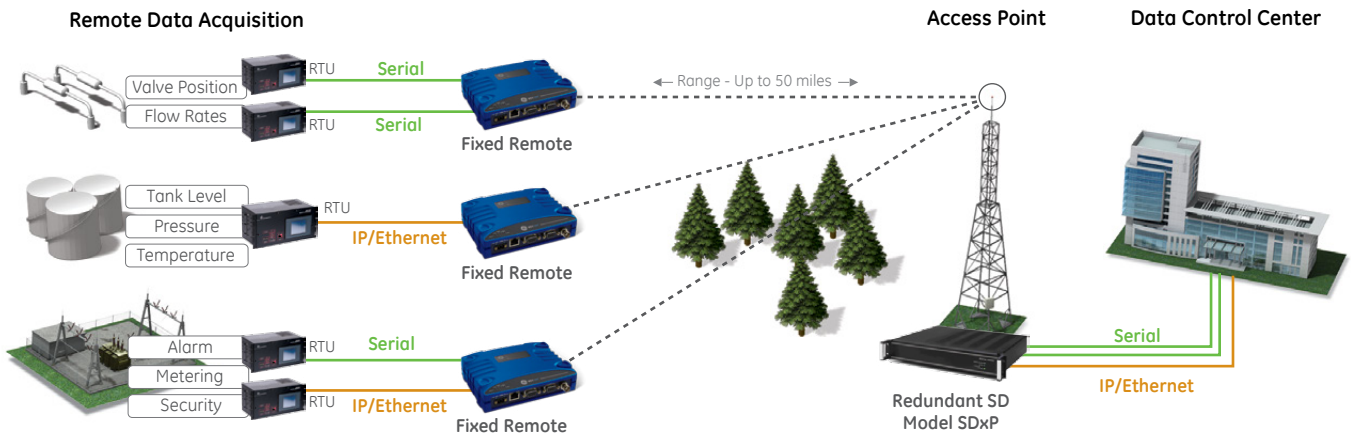 Remote Data Acquisition
Access Point
Data Control Center
Valve Position
RTU
Serial
Flow Rates
RTU
Serial
Fixed Remote
Range - Up to 50 miles
Tank Level
RTU
Pressure
IP/Ethernet
Temperature
Fixed Remote
Alarm
RTU
Serial
Metering
Security
RTU
IP/Ethernet
Fixed Remote
Serial
IP/Ethernet
Redundant SD
Model SDxP